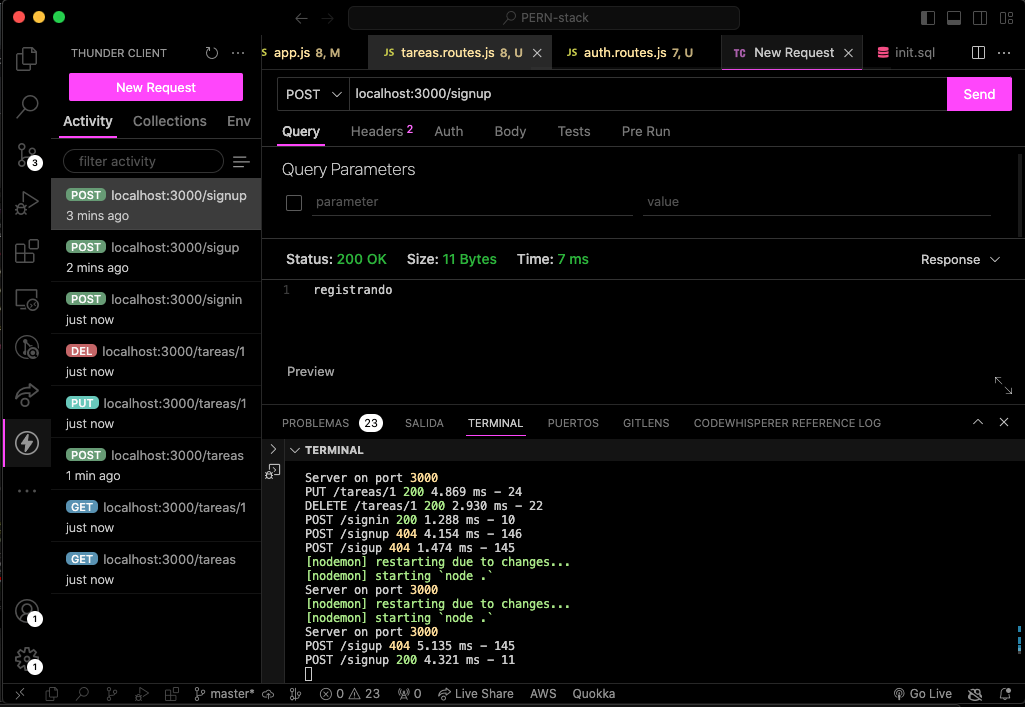 PERN-stack
THUNDER CLIENT
New Request
Activity Collections Env
filter activity
POST localhost:3000/signup
3 mins ago
POST localhost:3000/sigup
2 mins ago
POST localhost:3000/signin
just now
DEL localhost:3000/tareas/1
just now
PUT localhost:3000/tareas/1
just now
POST localhost:3000/tareas
1 min ago
GET localhost:3000/tareas/1
just now
GET localhost:3000/tareas
just now
3
1
1
S app.js 8, M JS tareas.routes.js 8, U JS auth.routes.js 7, U TC New Request init.sql
POST localhost:3000/signup Send
Query Headers 2 Auth Body Tests Pre Run
Query Parameters
parameter value
Status: 200 OK Size: 11 Bytes Time: 7 ms Response
1 registrando
Preview
PROBLEMAS 23 SALIDA TERMINAL PUERTOS GITLENS CODEWHISPERER REFERENCE LOG
TERMINAL
Server on port 3000
PUT /tareas/1 200 4.869 ms - 24
DELETE /tareas/1 200 2.930 ms - 22
POST /signin 200 1.288 ms - 10
POST /signup 404 4.154 ms - 146
POST /sigup 404 1.474 ms - 145
[nodemon] restarting due to changes...
[nodemon] starting `node .`
Server on port 3000
[nodemon] restarting due to changes...
[nodemon] starting `node .`
Server on port 3000
POST /sigup 404 5.135 ms - 145
POST /signup 200 4.321 ms - 11
master* 0 23 0 Live Share AWS Quokka Go Live